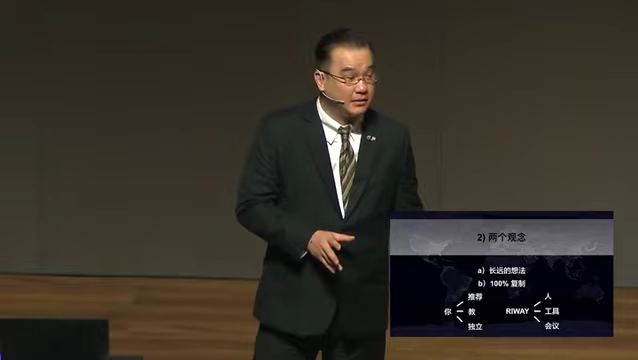 2) 两个观念
a）长远的想法
b）100% 复制
推荐 人
你 教 RIWAY 工具
独立 会议